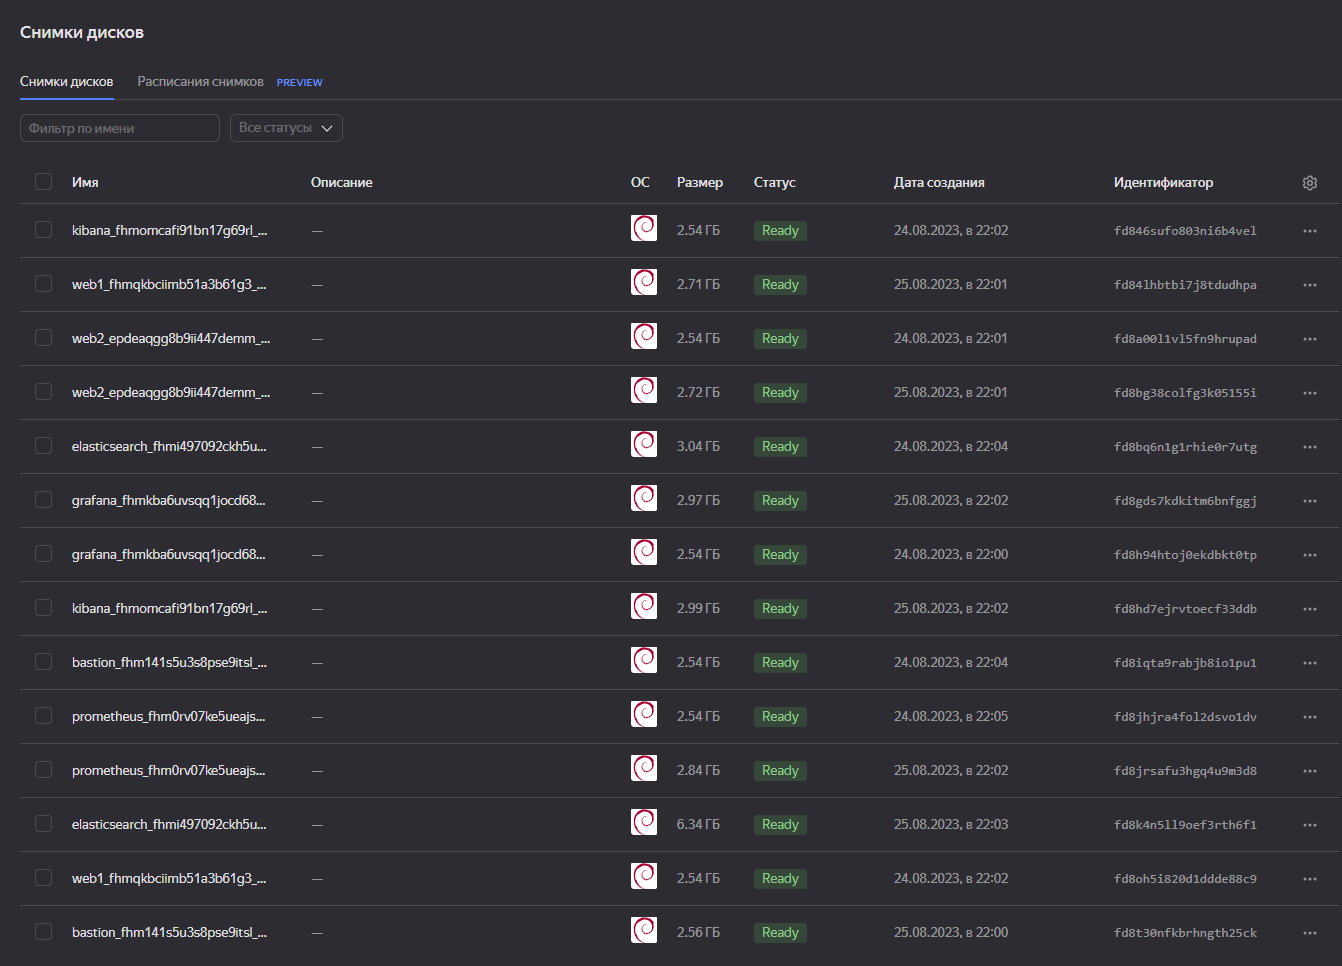 Снимки дисков
Снимки дисков Расписания снимков PREVIEW
Фильтр по имени Все статусы
Имя Описание ОС Размер Статус Дата создания Идентификатор
kibana_fhmomcafi91bn17g69rl_... — 2.54 ГБ Ready 24.08.2023, в 22:02 fd846sufo803ni6b4vel
web1_fhmqkbciimb51a3b61g3_... — 2.71 ГБ Ready 25.08.2023, в 22:01 fd84lhbtbi7j8tdudhpa
web2_epdeaqgg8b9ii447demm_... — 2.54 ГБ Ready 24.08.2023, в 22:01 fd8a00l1vl5fn9hrupad
web2_epdeaqgg8b9ii447demm_... — 2.72 ГБ Ready 25.08.2023, в 22:01 fd8bg38colfg3k05155i
elasticsearch_fhmi497092ckh5u... — 3.04 ГБ Ready 24.08.2023, в 22:04 fd8bq6n1g1rhie0r7utg
grafana_fhmkba6uvsqq1jocd68... — 2.97 ГБ Ready 25.08.2023, в 22:02 fd8gds7kdkitm6bnfggj
grafana_fhmkba6uvsqq1jocd68... — 2.54 ГБ Ready 24.08.2023, в 22:00 fd8h94htoj0ekdbkt0tp
kibana_fhmomcafi91bn17g69rl_... — 2.99 ГБ Ready 25.08.2023, в 22:02 fd8hd7ejrvtoecf33ddb
bastion_fhm141s5u3s8pse9itsl_... — 2.54 ГБ Ready 24.08.2023, в 22:04 fd8iqta9rabjb8io1pu1
prometheus_fhm0rv07ke5ueajs... — 2.54 ГБ Ready 24.08.2023, в 22:05 fd8jhjra4fol2dsvo1dv
prometheus_fhm0rv07ke5ueajs... — 2.84 ГБ Ready 25.08.2023, в 22:02 fd8jrsafu3hgq4u9m3d8
elasticsearch_fhmi497092ckh5u... — 6.34 ГБ Ready 25.08.2023, в 22:03 fd8k4n5ll9oef3rth6f1
web1_fhmqkbciimb51a3b61g3_... — 2.54 ГБ Ready 24.08.2023, в 22:02 fd8oh5i820d1ddde88c9
bastion_fhm141s5u3s8pse9itsl_... — 2.56 ГБ Ready 25.08.2023, в 22:00 fd8t30nfkbrhngth25ck